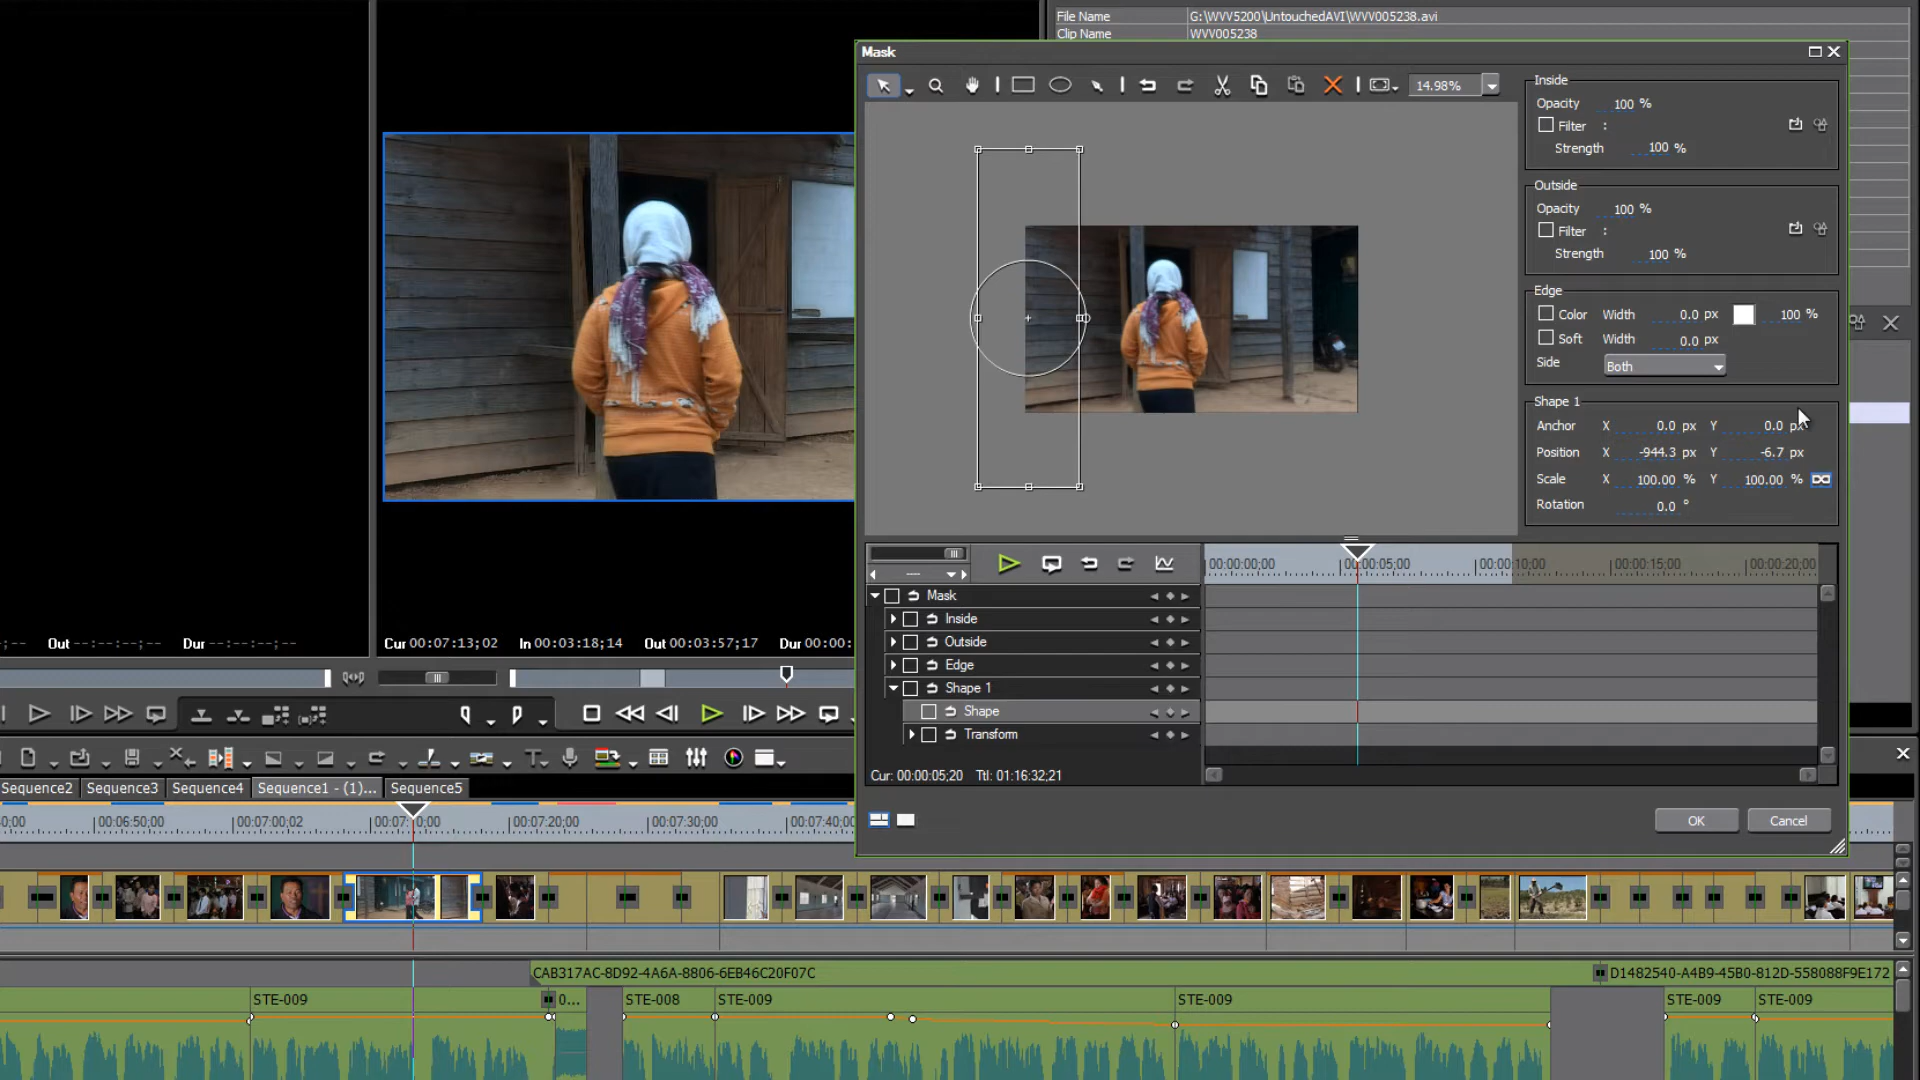 File Name G:\WVV5200\UntouchedAVI\WVV005238.avi
Clip Name WVV005238
Mask
14.98%
Inside
Opacity 100 %
Filter :
Strength 100 %
Outside
Opacity 100 %
Filter :
Strength 100 %
Edge
Color Width 0.0 px 100 %
Soft Width 0.0 px
Side Both
Shape 1
Anchor X 0.0 px Y 0.0 px
Position X -944.3 px Y -6.7 px
Scale X 100.00 % Y 100.00 %
Rotation 0.0 °
00:00:00;00 00:00:05;00 00:00:10;00 00:00:15;00 00:00:20;00
Mask
Inside
Outside
Edge
Shape 1
Shape
Transform
Cur: 00:00:05;20 Ttl: 01:16:32;21
OK Cancel
Out --:--:--;-- Dur --:--:--;--
Cur 00:07:13;02 In 00:03:18;14 Out 00:03:57;17 Dur 00:00:
Sequence2 Sequence3 Sequence4 Sequence1 - (1)... Sequence5
00:06:50;00 00:07:00;02 00:07:10;00 00:07:20;00 00:07:30;00 00:07:40;00
CAB317AC-8D92-4A6A-8806-6EB46C20F07C D1482540-A4B9-45B0-812D-558088F9E172
STE-009 0... STE-008 STE-009 STE-009 STE-009 STE-009